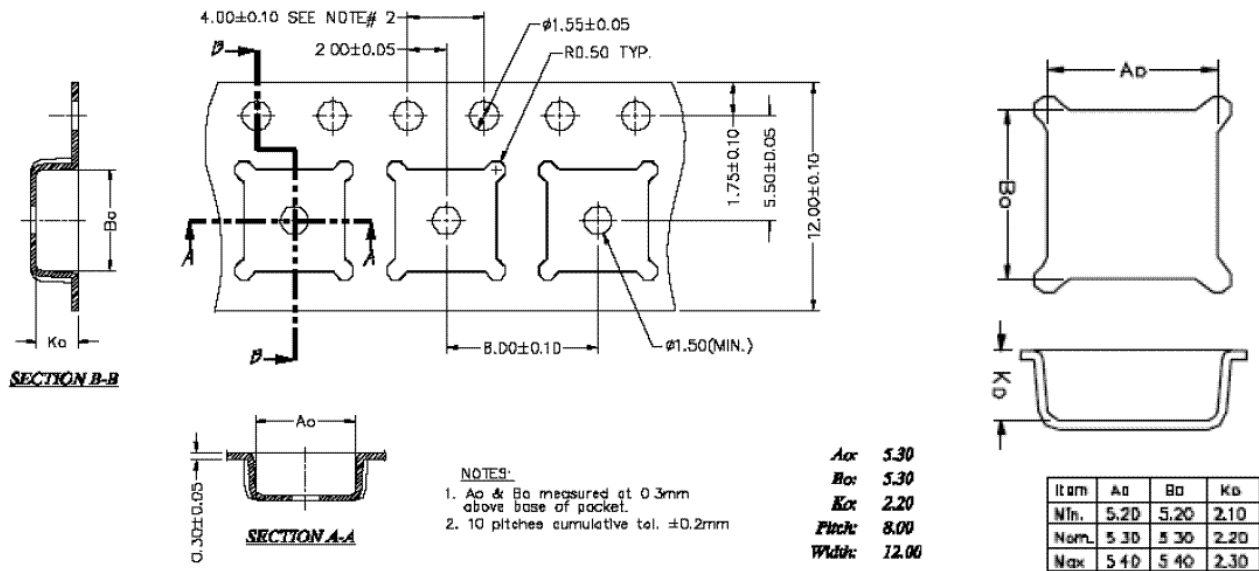 4.00±0.10 SEE NOTE# 2
ø1.55±0.05
2.00±0.05
R0.50 TYP.
B
A
A
B
1.75±0.10
5.50±0.05
12.00±0.10
8.00±0.10
ø1.50(MIN.)
Bo
Ko
SECTION B-B
Ao
0.30±0.05
SECTION A-A
NOTES:
1. Ao & Bo measured at 0.3mm
above base of pocket.
2. 10 pitches cumulative tol. ±0.2mm
Ao: 5.30
Bo: 5.30
Ko: 2.20
Pitch: 8.00
Width: 12.00
Ao
Bo
Ko
Item Ao Bo Ko
Min. 5.20 5.20 2.10
Nom. 5.30 5.30 2.20
Max 5.40 5.40 2.30